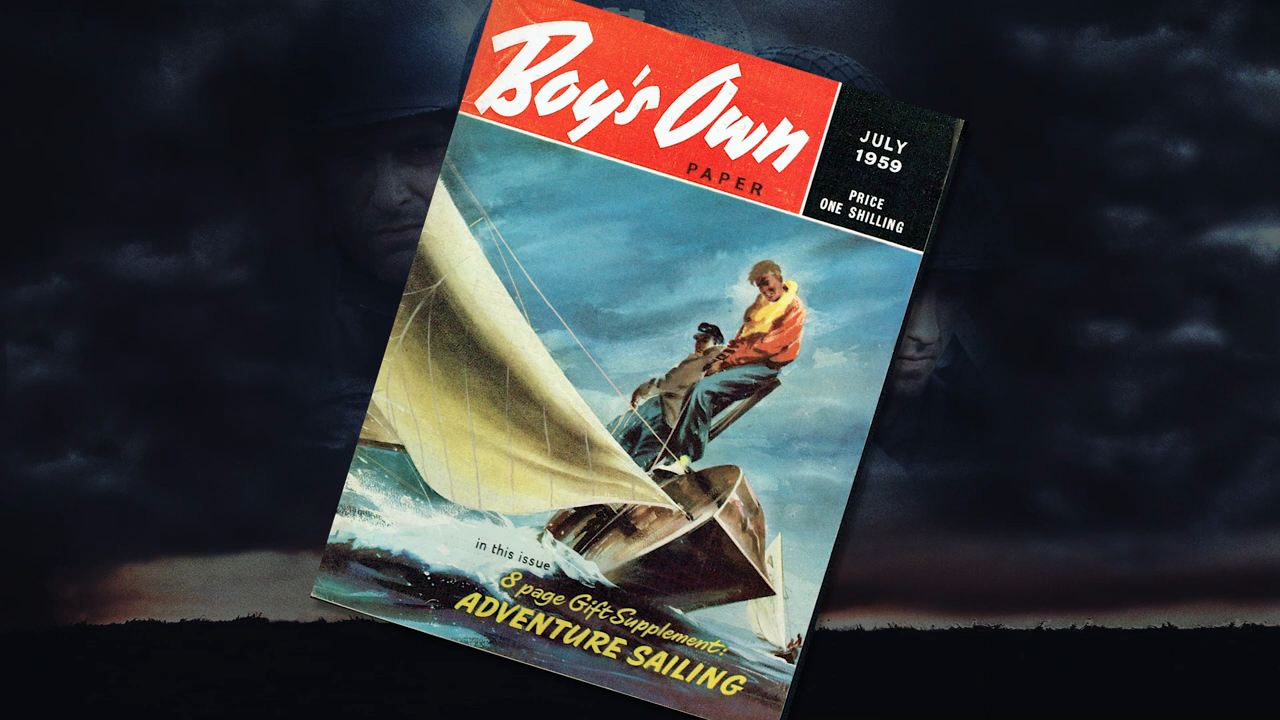 Boy's Own
PAPER
JULY
1959
PRICE
ONE SHILLING
in this issue
8 page Gift Supplement:
ADVENTURE SAILING